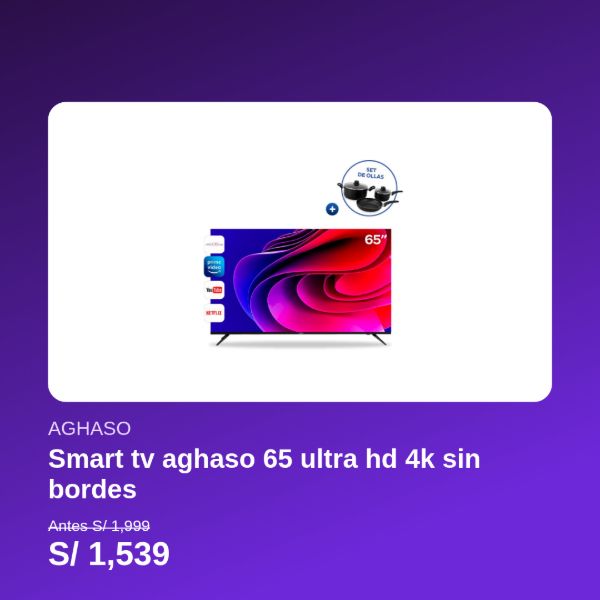 SET
DE OLLAS
+
65"
prime
video
YouTube
NETFLIX
AGHASO
Smart tv aghaso 65 ultra hd 4k sin
bordes
Antes S/ 1,999
S/ 1,539